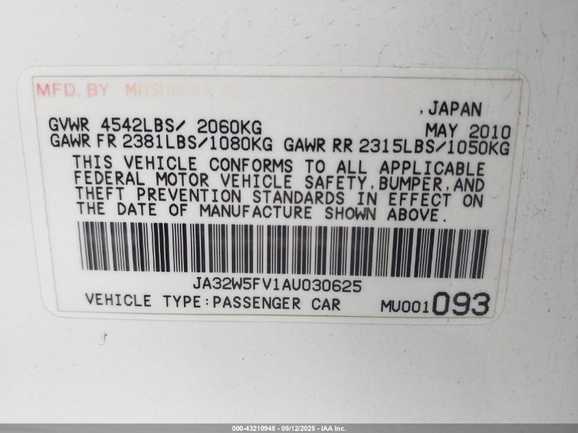 MFD. BY MITSUBISHI
, JAPAN
GVWR 4542LBS/ 2060KG MAY 2010
GAWR FR 2381LBS/1080KG GAWR RR 2315LBS/1050KG
THIS VEHICLE CONFORMS TO ALL APPLICABLE
FEDERAL MOTOR VEHICLE SAFETY, BUMPER, AND
THEFT PREVENTION STANDARDS IN EFFECT ON
THE DATE OF MANUFACTURE SHOWN ABOVE.
JA32W5FV1AU030625
VEHICLE TYPE:PASSENGER CAR MU001093
000-43210948 - 09/12/2025 - IAA Inc.